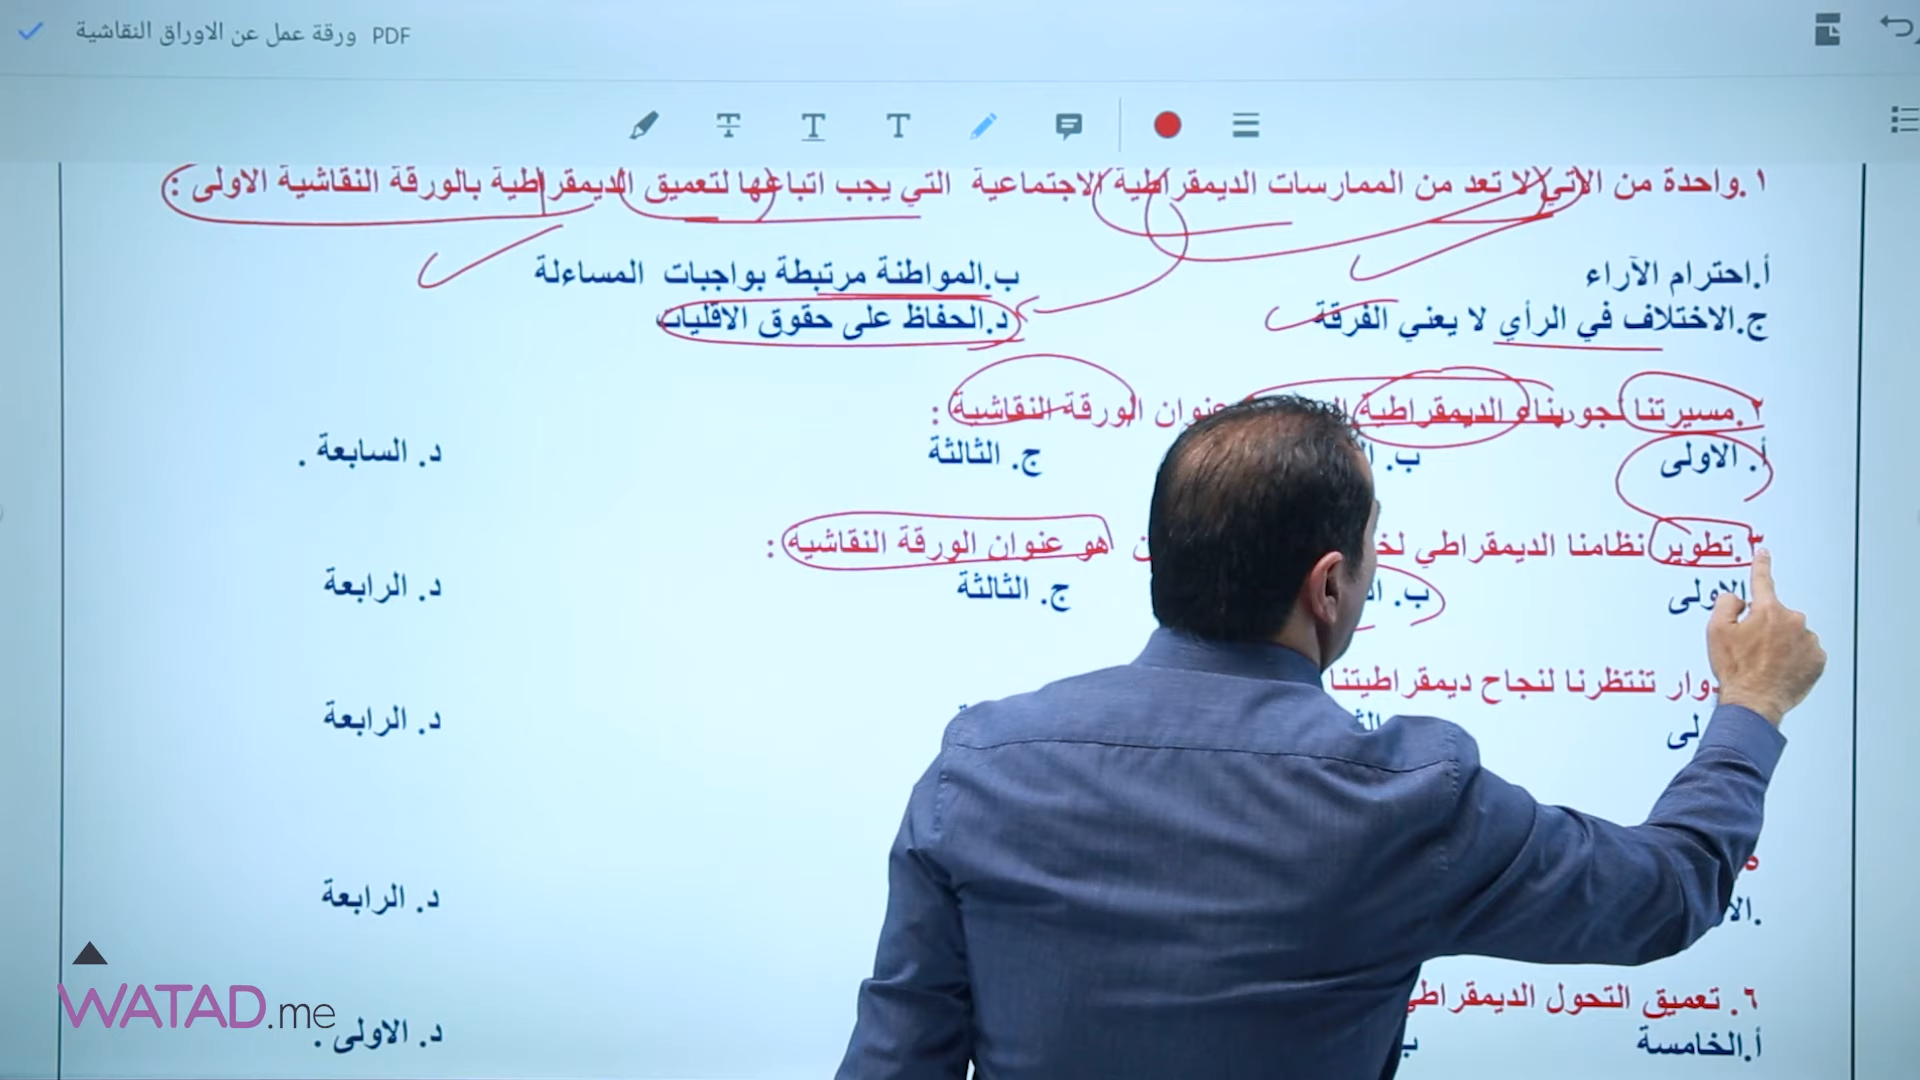 ورقة عمل عن الاوراق النقاشية PDF
١.واحدة من الاتي لا تعد من الممارسات الديمقراطية الاجتماعية التي يجب اتباعها لتعميق الديمقراطية بالورقة النقاشية الاولى :
أ.احترام الآراء ب.المواطنة مرتبطة بواجبات المساءلة
ج.الاختلاف في الرأي لا يعني الفرقة د.الحفاظ على حقوق الاقليات
٢.مسيرتنا بناء الديمقراطية عنوان الورقة النقاشية :
أ. الاولى ب. ج. الثالثة د. السابعة .
٣.تطوير نظامنا الديمقراطي هو عنوان الورقة النقاشية :
الاولى ب. ج. الثالثة د. الرابعة
تنتظرنا لنجاح ديمقراطيتنا
د. الرابعة
د. الرابعة
٦. تعميق التحول الديمقراطي
أ.الخامسة ب د. الاولى .
WATAD.me